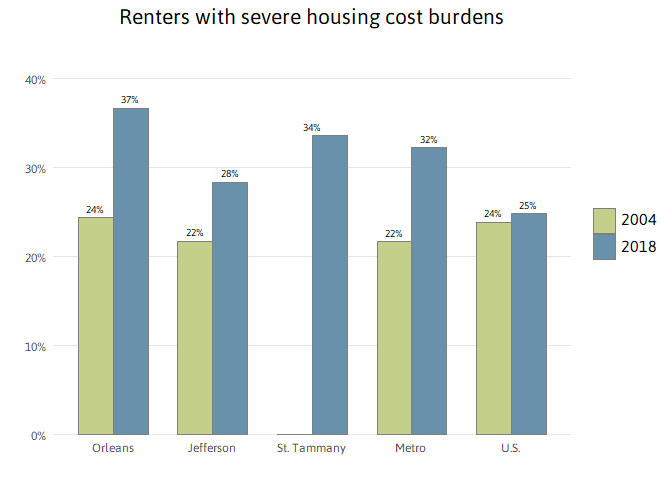 Renters with severe housing cost burdens
40%
30%
20%
10%
0%
24%
37%
22%
28%
34%
22%
32%
24%
25%
Orleans
Jefferson
St. Tammany
Metro
U.S.
2004
2018